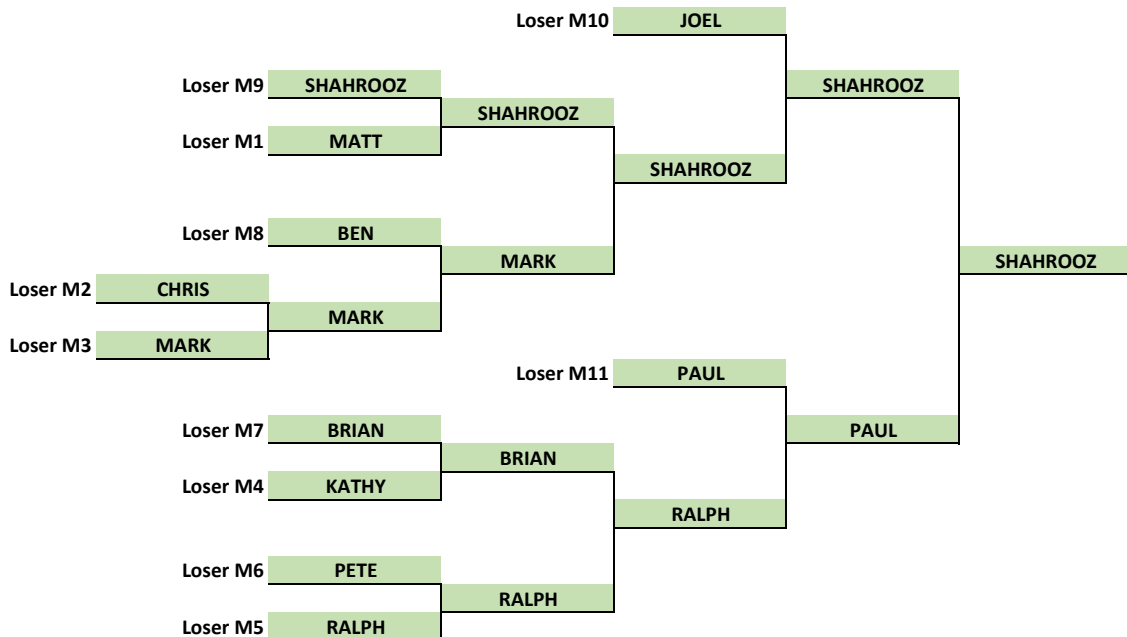 Loser M10 JOEL
Loser M9 SHAHROOZ SHAHROOZ
SHAHROOZ
Loser M1 MATT
SHAHROOZ
Loser M8 BEN
MARK SHAHROOZ
Loser M2 CHRIS
MARK
Loser M3 MARK
Loser M11 PAUL
Loser M7 BRIAN PAUL
BRIAN
Loser M4 KATHY
RALPH
Loser M6 PETE
RALPH
Loser M5 RALPH